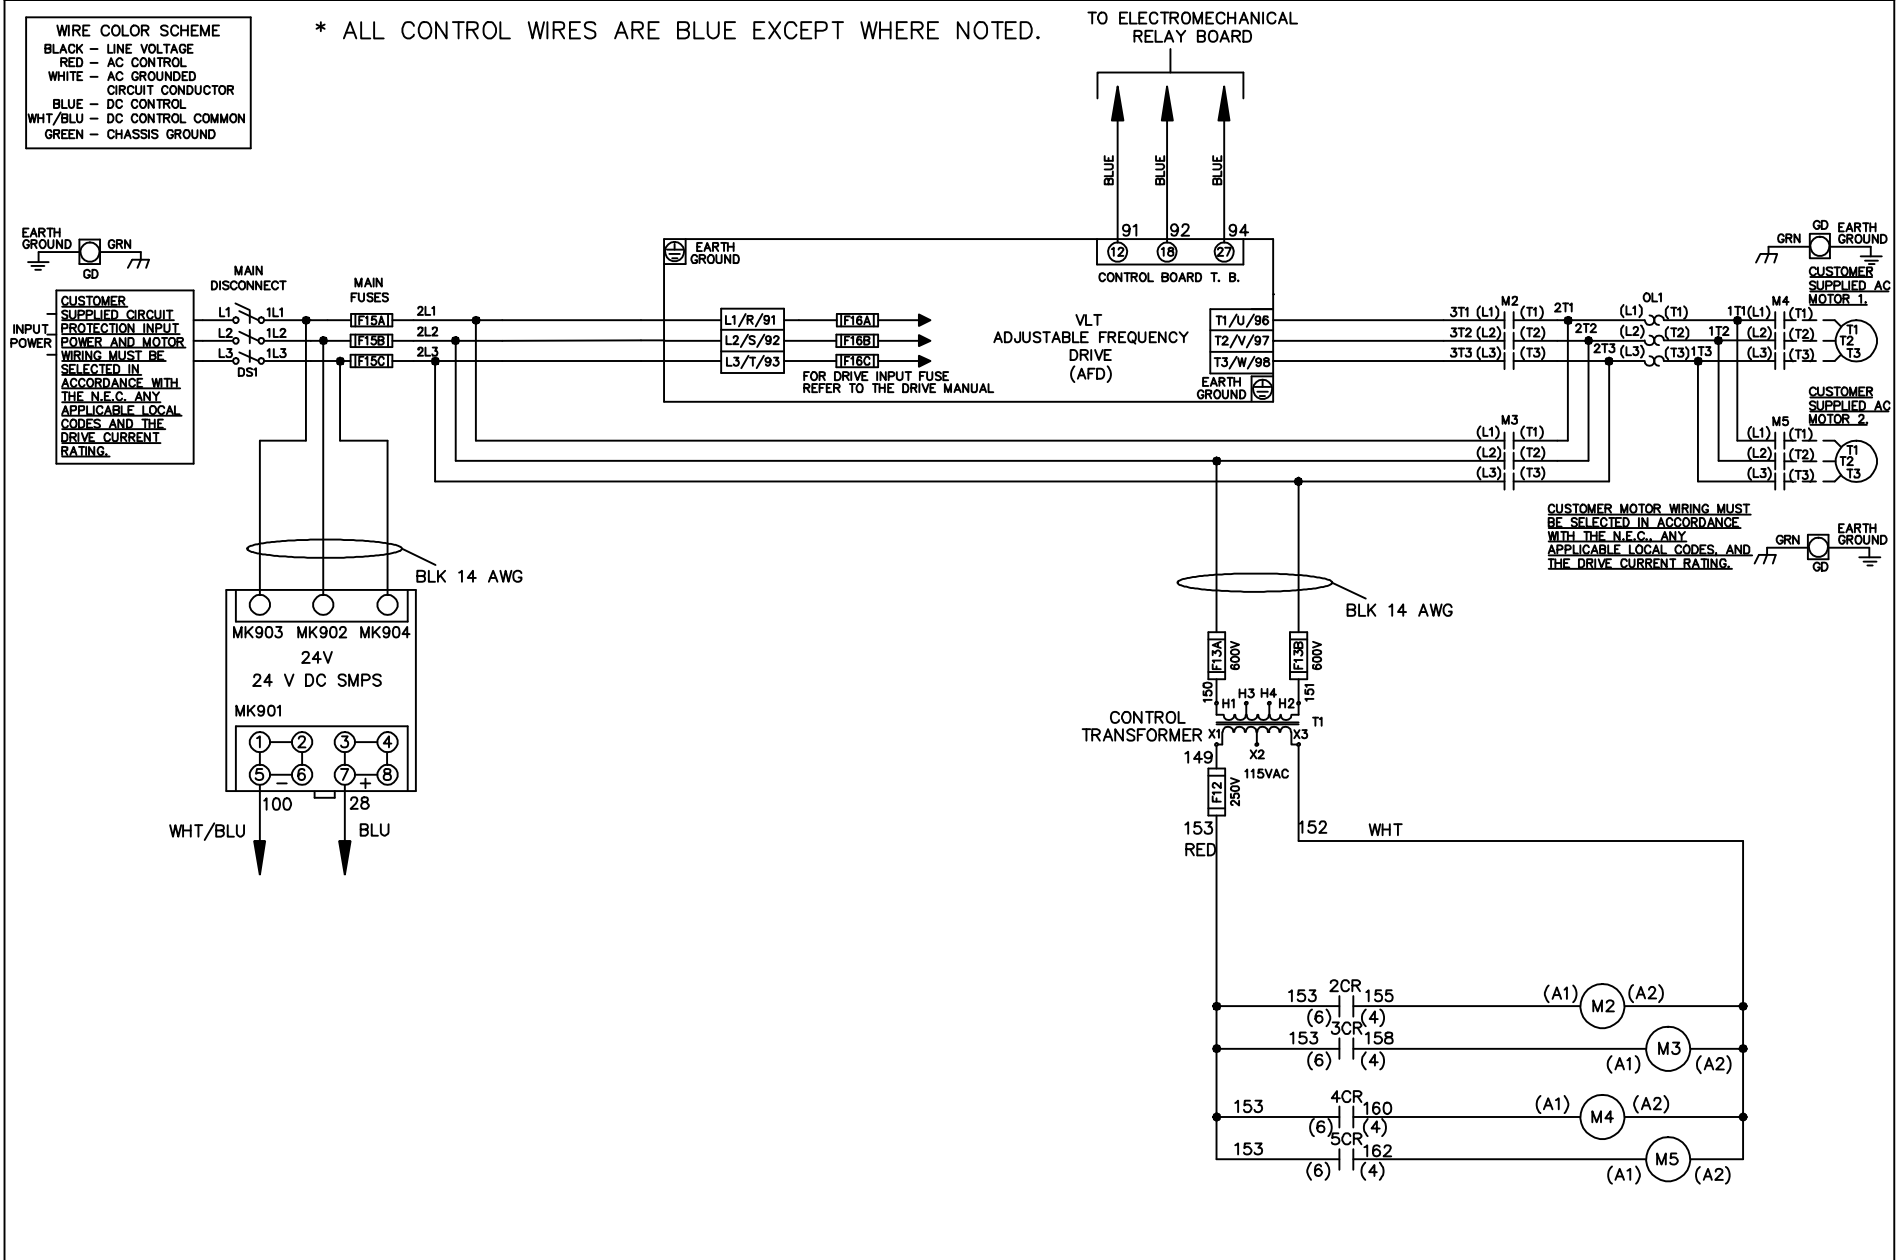 WIRE COLOR SCHEME
BLACK – LINE VOLTAGE
RED – AC CONTROL
WHITE – AC GROUNDED
CIRCUIT CONDUCTOR
BLUE – DC CONTROL
WHT/BLU – DC CONTROL COMMON
GREEN – CHASSIS GROUND
* ALL CONTROL WIRES ARE BLUE EXCEPT WHERE NOTED.
TO ELECTROMECHANICAL
RELAY BOARD
BLUE BLUE BLUE
91 92 94
12 18 27
CONTROL BOARD T. B.
EARTH
GROUND
GRN
GD
INPUT
POWER
CUSTOMER
SUPPLIED CIRCUIT
PROTECTION INPUT
POWER AND MOTOR
WIRING MUST BE
SELECTED IN
ACCORDANCE WITH
THE N.E.C. ANY
APPLICABLE LOCAL
CODES AND THE
DRIVE CURRENT
RATING.
MAIN
DISCONNECT
L1 1L1
L2 1L2
L3 1L3
DS1
MAIN
FUSES
F15A 2L1
F15B 2L2
F15C 2L3
EARTH
GROUND
L1/R/91 F16A
L2/S/92 F16B
L3/T/93 F16C
FOR DRIVE INPUT FUSE
REFER TO THE DRIVE MANUAL
VLT
ADJUSTABLE FREQUENCY
DRIVE
(AFD)
T1/U/96
T2/V/97
T3/W/98
EARTH
GROUND
M2
3T1 (L1) (T1) 2T1
3T2 (L2) (T2) 2T2
3T3 (L3) (T3) 2T3
OL1
(L1) (T1) 1T1
(L2) (T2) 1T2
(L3) (T3) 1T3
M4
(L1) (T1)
(L2) (T2)
(L3) (T3)
T1
T2
T3
GRN
GD
EARTH
GROUND
CUSTOMER
SUPPLIED AC
MOTOR 1.
M3
(L1) (T1)
(L2) (T2)
(L3) (T3)
M5
(L1) (T1)
(L2) (T2)
(L3) (T3)
T1
T2
T3
CUSTOMER
SUPPLIED AC
MOTOR 2.
CUSTOMER MOTOR WIRING MUST
BE SELECTED IN ACCORDANCE
WITH THE N.E.C., ANY
APPLICABLE LOCAL CODES, AND
THE DRIVE CURRENT RATING.
GRN
GD
EARTH
GROUND
BLK 14 AWG
MK903 MK902 MK904
24V
24 V DC SMPS
MK901
1 2 3 4
5 – 6 7 + 8
100 28
WHT/BLU BLU
BLK 14 AWG
F13A 600V F13B 600V
150 151
H1 H3 H4 H2
T1
CONTROL
TRANSFORMER
X1 X2 X3
149
115VAC
F12 250V
153
RED
152 WHT
2CR
153 155 (A1) M2 (A2)
(6) (4)
3CR
153 158 M3
(6) (4) (A1) (A2)
4CR
153 160 (A1) M4 (A2)
(6) (4)
5CR
153 162 M5
(6) (4) (A1) (A2)